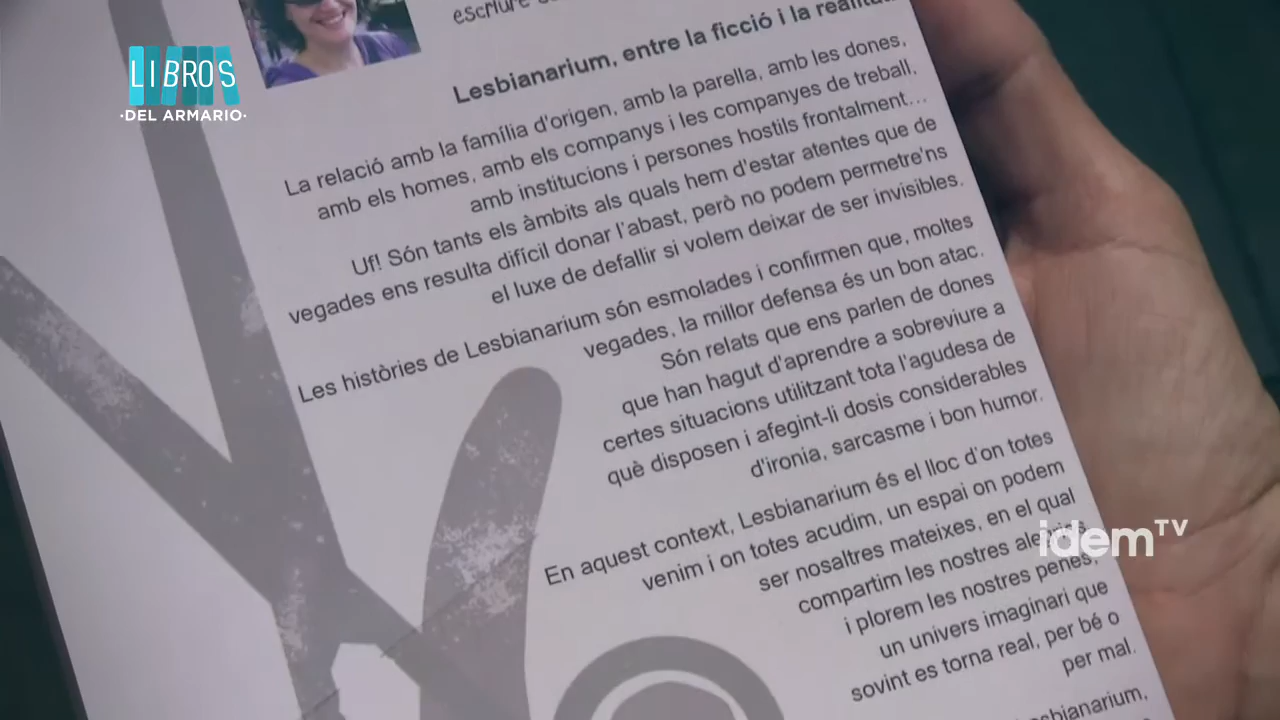 LIBROS
·DEL ARMARIO·
escriure
Lesbianarium, entre la ficció i la realitat
La relació amb la família d'origen, amb la parella, amb les dones,
amb els homes, amb els companys i les companyes de treball,
amb institucions i persones hostils frontalment...
Uf! Són tants els àmbits als quals hem d'estar atentes que de
vegades ens resulta difícil donar l'abast, però no podem permetre'ns
el luxe de defallir si volem deixar de ser invisibles.
Les històries de Lesbianarium són esmolades i confirmen que, moltes
vegades, la millor defensa és un bon atac.
Són relats que ens parlen de dones
que han hagut d'aprendre a sobreviure a
certes situacions utilitzant tota l'agudesa de
què disposen i afegint-li dosis considerables
d'ironia, sarcasme i bon humor.
En aquest context, Lesbianarium és el lloc d'on totes
venim i on totes acudim, un espai on podem
ser nosaltres mateixes, en el qual
compartim les nostres
i plorem les nostres penes,
un univers imaginari que
sovint es torna real, per bé o
per mal.
Lesbianarium,
idemTV